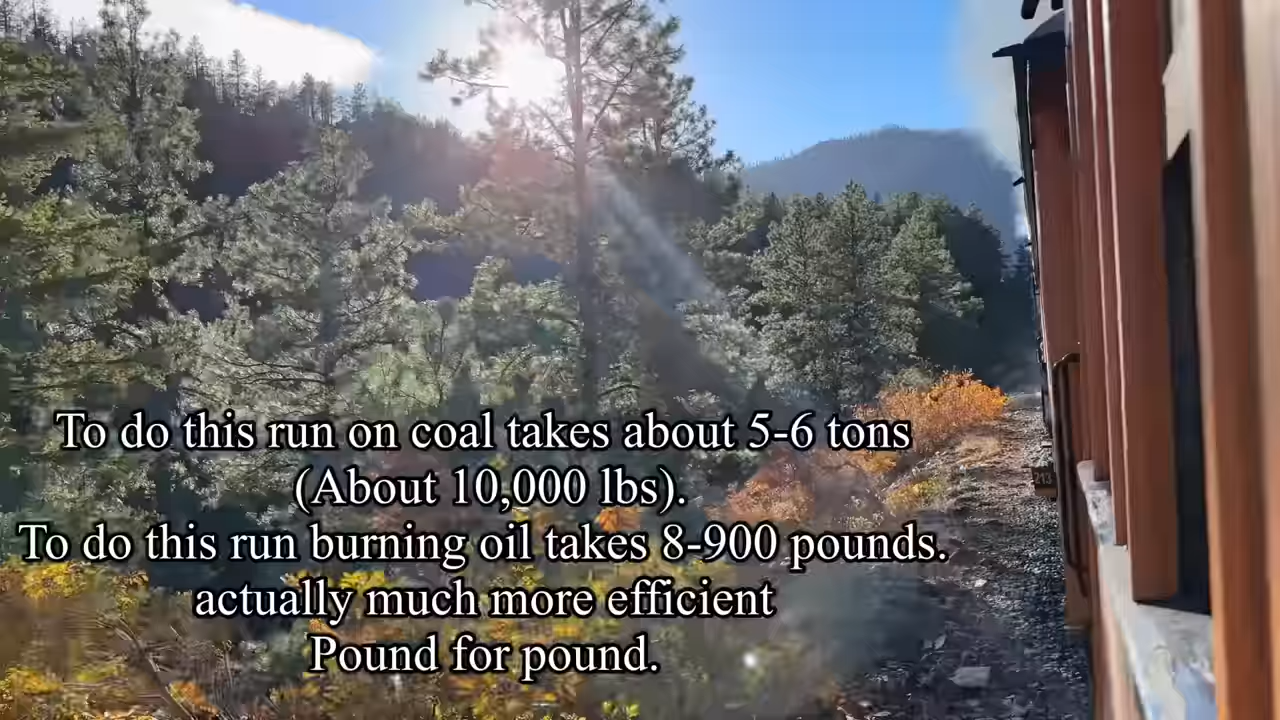 To do this run on coal takes about 5-6 tons
(About 10,000 lbs).
To do this run burning oil takes 8-900 pounds.
actually much more efficient
Pound for pound.
213